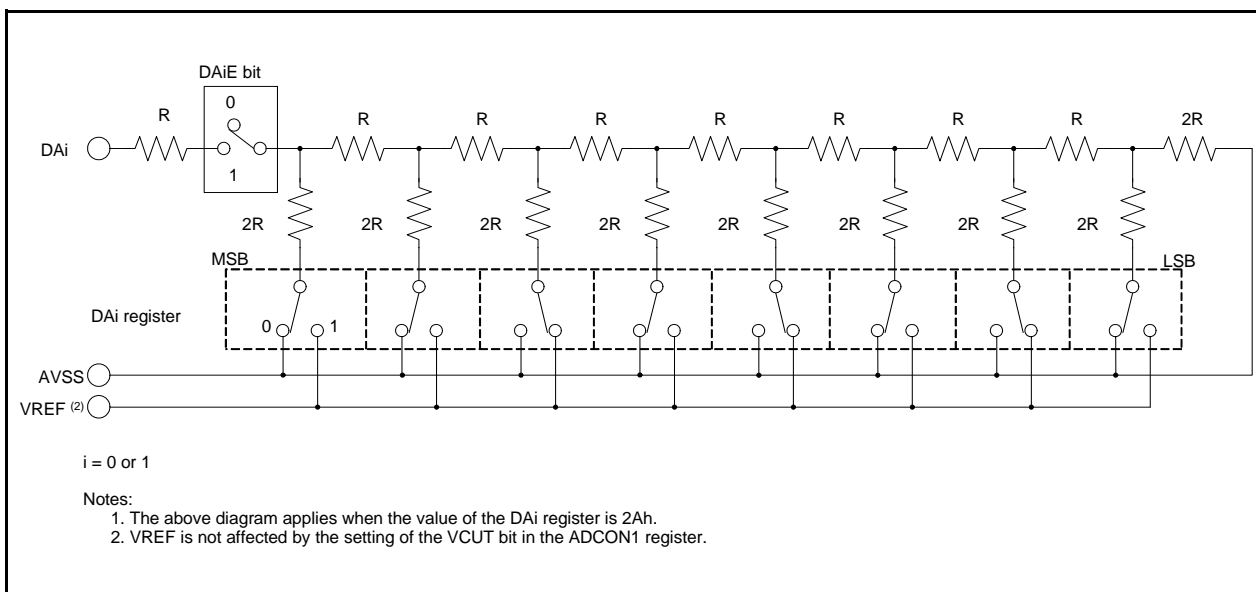 DAiE bit
0
R R R R R R R R 2R
DAi
1
2R 2R 2R 2R 2R 2R 2R 2R
MSB LSB
DAi register
0 1
AVSS
VREF (2)
i = 0 or 1
Notes:
1. The above diagram applies when the value of the DAi register is 2Ah.
2. VREF is not affected by the setting of the VCUT bit in the ADCON1 register.